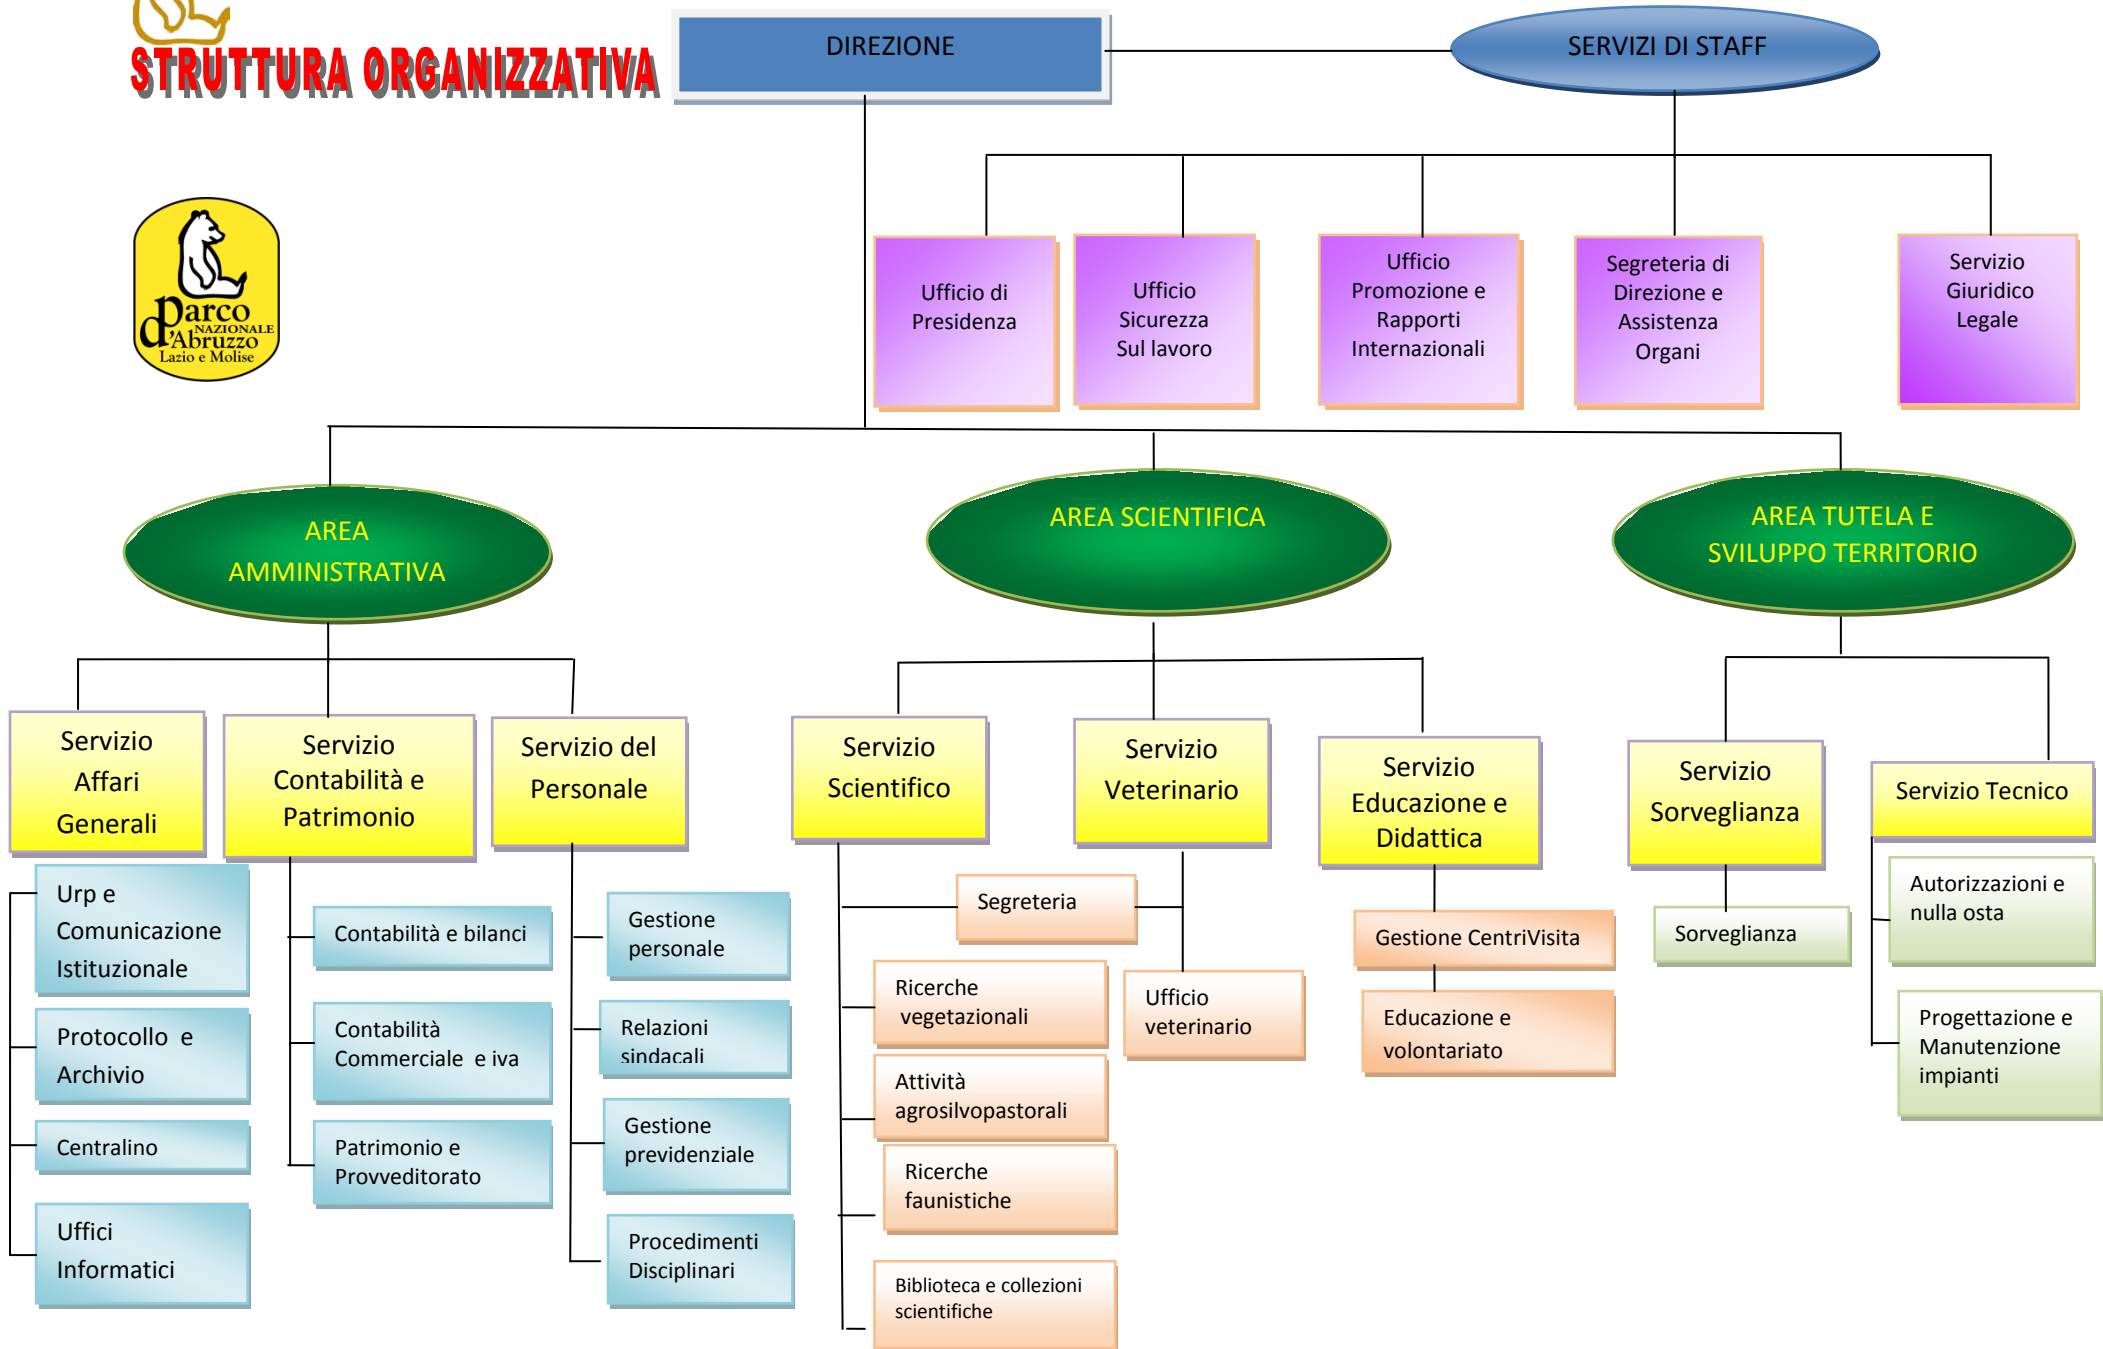 STRUTTURA ORGANIZZATIVA
DIREZIONE
SERVIZI DI STAFF
Parco
NAZIONALE
d'Abruzzo
Lazio e Molise
Ufficio di
Presidenza
Ufficio
Sicurezza
Sul lavoro
Ufficio
Promozione e
Rapporti
Internazionali
Segreteria di
Direzione e
Assistenza
Organi
Servizio
Giuridico
Legale
AREA
AMMINISTRATIVA
AREA SCIENTIFICA
AREA TUTELA E
SVILUPPO TERRITORIO
Servizio
Affari
Generali
Servizio
Contabilità e
Patrimonio
Servizio del
Personale
Servizio
Scientifico
Servizio
Veterinario
Servizio
Educazione e
Didattica
Servizio
Sorveglianza
Servizio Tecnico
Urp e
Comunicazione
Istituzionale
Protocollo e
Archivio
Centralino
Uffici
Informatici
Contabilità e bilanci
Contabilità
Commerciale e iva
Patrimonio e
Provveditorato
Gestione
personale
Relazioni
sindacali
Gestione
previdenziale
Procedimenti
Disciplinari
Segreteria
Ricerche
vegetazionali
Attività
agrosilvopastorali
Ricerche
faunistiche
Biblioteca e collezioni
scientifiche
Ufficio
veterinario
Gestione CentriVisita
Educazione e
volontariato
Sorveglianza
Autorizzazioni e
nulla osta
Progettazione e
Manutenzione
impianti